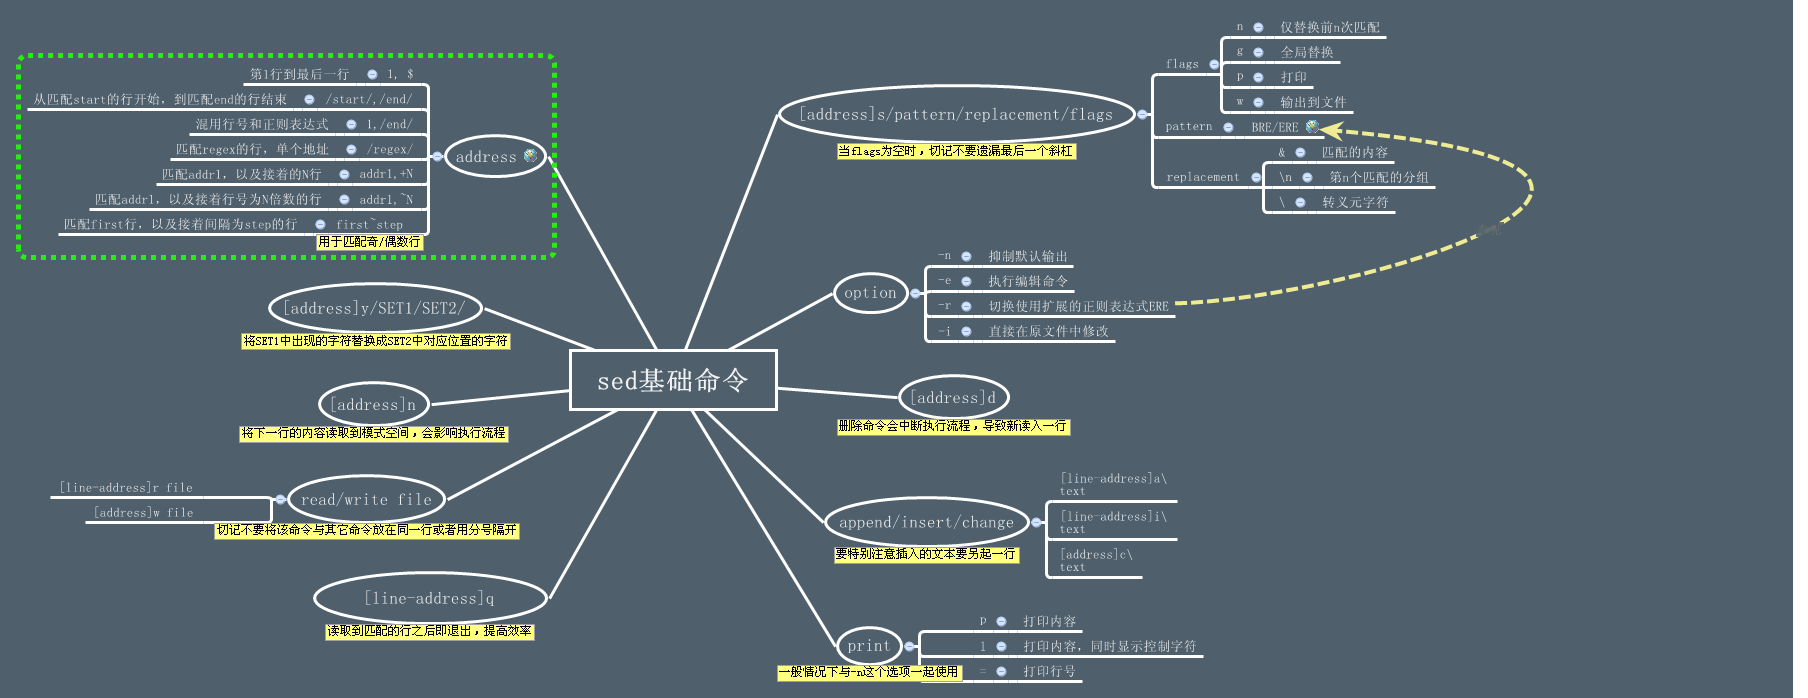 sed基础命令
address
第1行到最后一行 1, $
从匹配start的行开始，到匹配end的行结束 /start/,/end/
混用行号和正则表达式 1,/end/
匹配regex的行，单个地址 /regex/
匹配addr1，以及接着的N行 addr1,+N
匹配addr1，以及接着行号为N倍数的行 addr1,~N
匹配first行，以及接着间隔为step的行 first~step
用于匹配奇/偶数行
[address]y/SET1/SET2/
将SET1中出现的字符替换成SET2中对应位置的字符
[address]n
将下一行的内容读取到模式空间，会影响执行流程
read/write file
[line-address]r file
[address]w file
切记不要将该命令与其它命令放在同一行或者用分号隔开
[line-address]q
读取到匹配的行之后即退出，提高效率
[address]s/pattern/replacement/flags
当flags为空时，切记不要遗漏最后一个斜杠
flags
n 仅替换前n次匹配
g 全局替换
p 打印
w 输出到文件
pattern BRE/ERE
replacement
& 匹配的内容
\n 第n个匹配的分组
\ 转义元字符
option
-n 抑制默认输出
-e 执行编辑命令
-r 切换使用扩展的正则表达式ERE
-i 直接在原文件中修改
[address]d
删除命令会中断执行流程，导致新读入一行
append/insert/change
要特别注意插入的文本要另起一行
[line-address]a\
text
[line-address]i\
text
[address]c\
text
print
一般情况下与-n这个选项一起使用
p 打印内容
l 打印内容，同时显示控制字符
= 打印行号